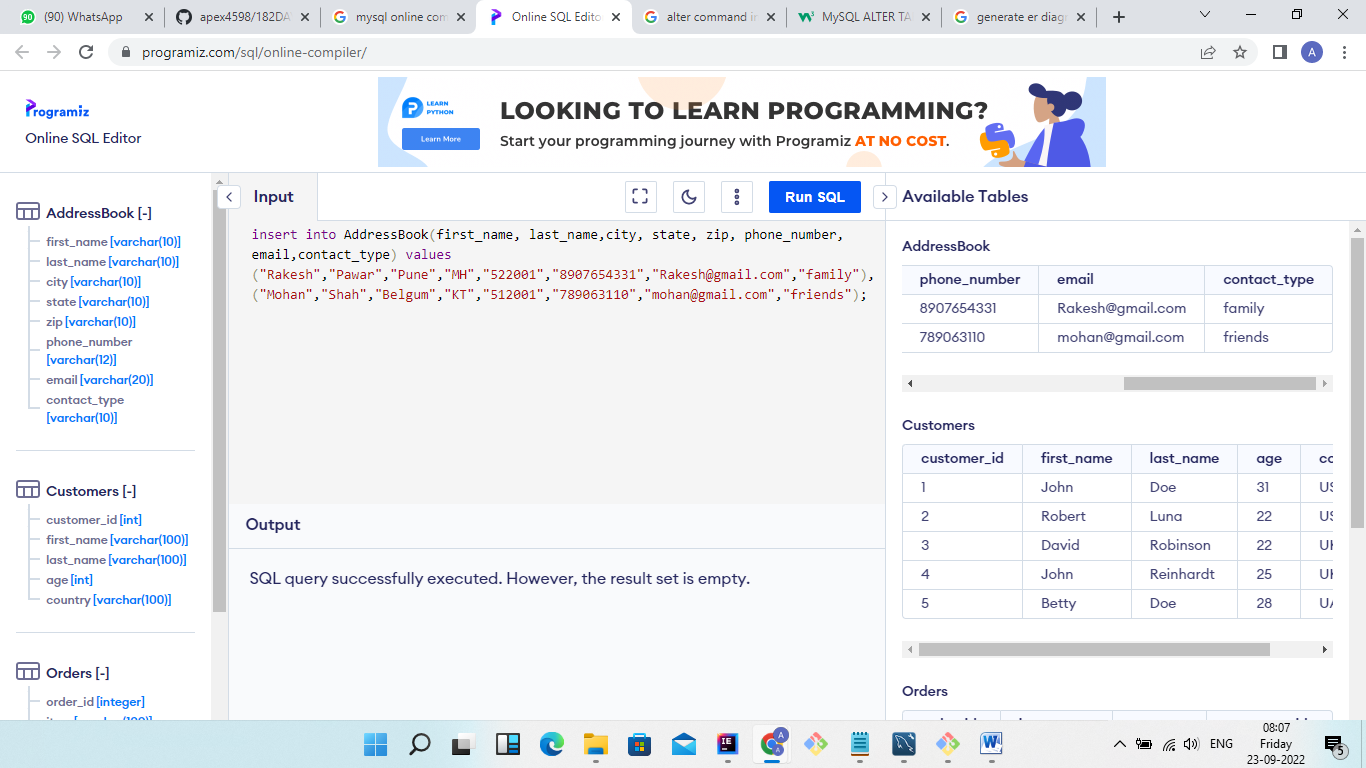 (90) WhatsApp
apex4598/182DA
mysql online com
Online SQL Edito
alter command in
MySQL ALTER TA
generate er diagr
programiz.com/sql/online-compiler/
A
Programiz
Online SQL Editor
LEARN
PYTHON
Learn More
LOOKING TO LEARN PROGRAMMING?
Start your programming journey with Programiz AT NO COST.
AddressBook [-]
first_name [varchar(10)]
last_name [varchar(10)]
city [varchar(10)]
state [varchar(10)]
zip [varchar(10)]
phone_number
[varchar(12)]
email [varchar(20)]
contact_type
[varchar(10)]
Customers [-]
customer_id [int]
first_name [varchar(100)]
last_name [varchar(100)]
age [int]
country [varchar(100)]
Orders [-]
order_id [integer]
Input
Run SQL
insert into AddressBook(first_name, last_name,city, state, zip, phone_number,
email,contact_type) values
("Rakesh","Pawar","Pune","MH","522001","8907654331","Rakesh@gmail.com","family"),
("Mohan","Shah","Belgum","KT","512001","789063110","mohan@gmail.com","friends");
Output
SQL query successfully executed. However, the result set is empty.
Available Tables
AddressBook
phone_number email contact_type
8907654331 Rakesh@gmail.com family
789063110 mohan@gmail.com friends
Customers
customer_id first_name last_name age co
1 John Doe 31 US
2 Robert Luna 22 US
3 David Robinson 22 UK
4 John Reinhardt 25 UK
5 Betty Doe 28 UA
Orders
ENG
08:07
Friday
23-09-2022
5